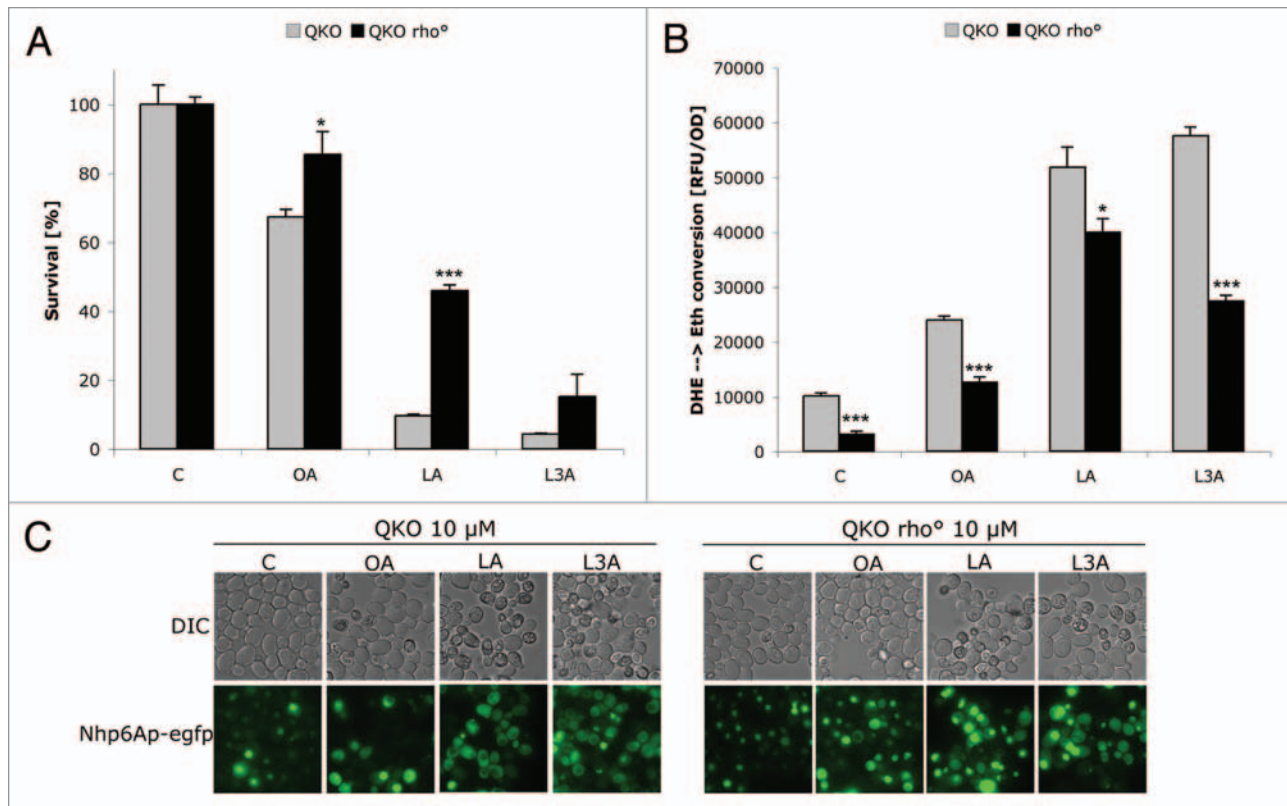 A
QKO QKO rho°
Survival [%]
100
80
60
40
20
0
*
***
C OA LA L3A
B
QKO QKO rho°
DHE --> Eth conversion [RFU/OD]
70000
60000
50000
40000
30000
20000
10000
0
***
***
*
***
C OA LA L3A
C
QKO 10 µM QKO rho° 10 µM
C OA LA L3A C OA LA L3A
DIC
Nhp6Ap-egfp